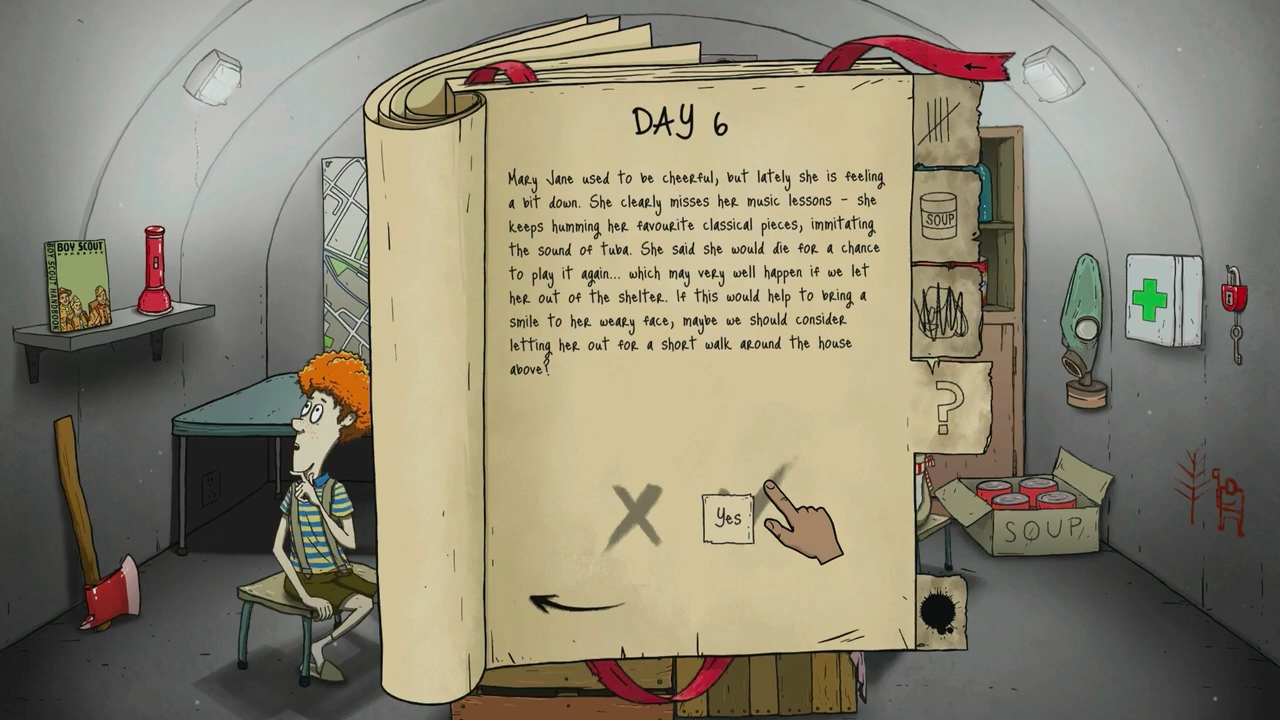 DAY 6
Mary Jane used to be cheerful, but lately she is feeling
a bit down. She clearly misses her music lessons - she
keeps humming her favourite classical pieces, immitating
the sound of tuba. She said she would die for a chance
to play it again... which may very well happen if we let
her out of the shelter. If this would help to bring a
smile to her weary face, maybe we should consider
letting her out for a short walk around the house
above?
Yes
SOUP
BOY SCOUT
BOY SCOUT HANDBOOK
SOUP